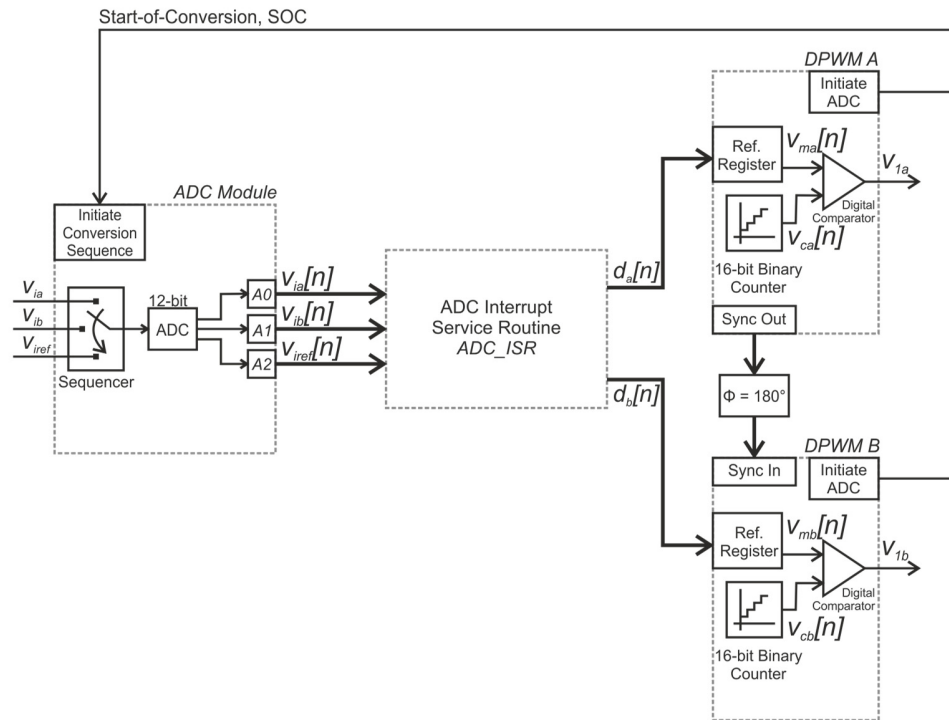 Start-of-Conversion, SOC
ADC Module
Initiate
Conversion
Sequence
v_ia
v_ib
v_iref
Sequencer
12-bit
ADC
A0
A1
A2
v_ia[n]
v_ib[n]
v_iref[n]
ADC Interrupt
Service Routine
ADC_ISR
d_a[n]
d_b[n]
DPWM A
Initiate
ADC
Ref.
Register
v_ma[n]
v_1a
Digital
Comparator
v_ca[n]
16-bit Binary
Counter
Sync Out
Φ = 180°
DPWM B
Sync In
Initiate
ADC
Ref.
Register
v_mb[n]
v_1b
Digital
Comparator
v_cb[n]
16-bit Binary
Counter